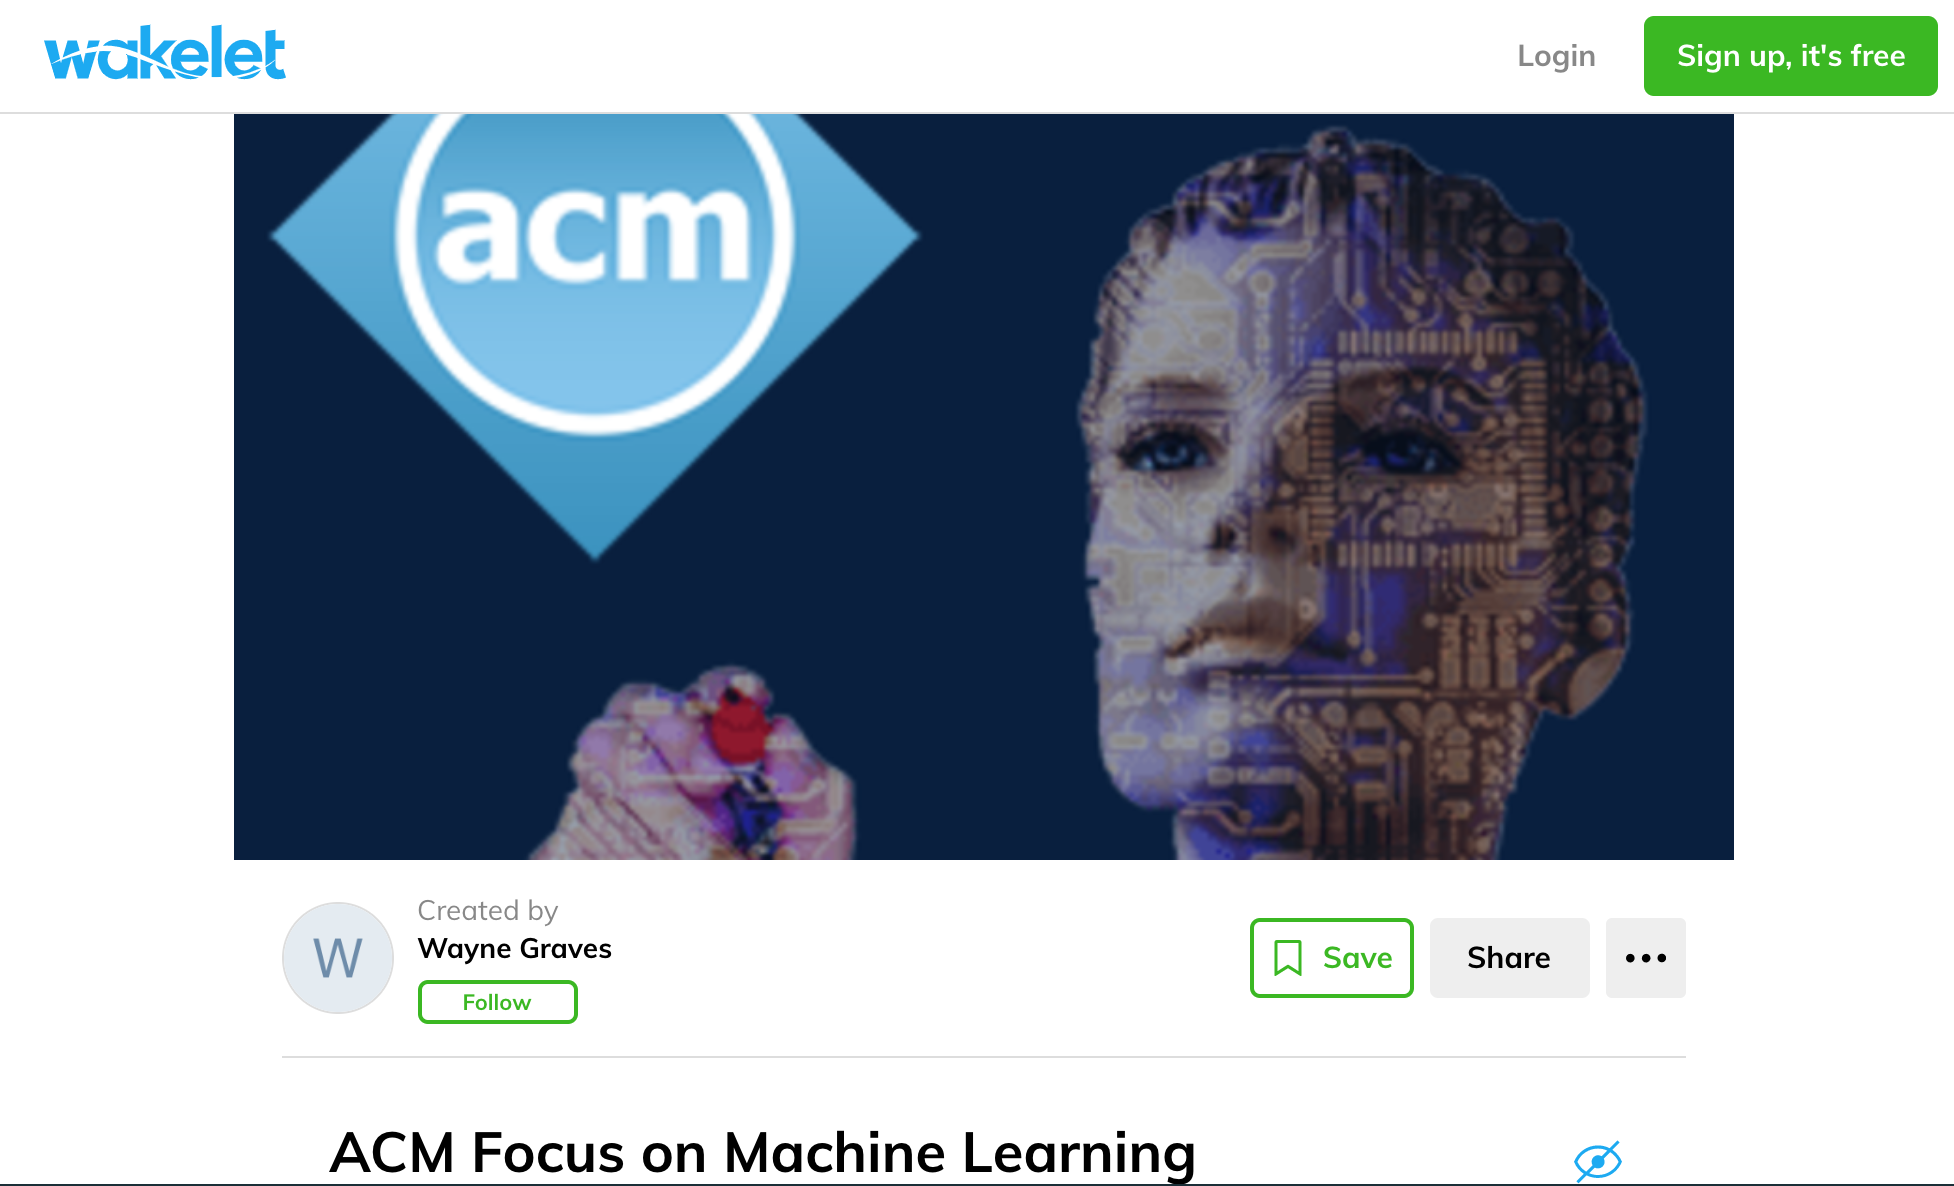 wakelet
Login
Sign up, it's free
acm
W
Created by
Wayne Graves
Follow
Save
Share
ACM Focus on Machine Learning